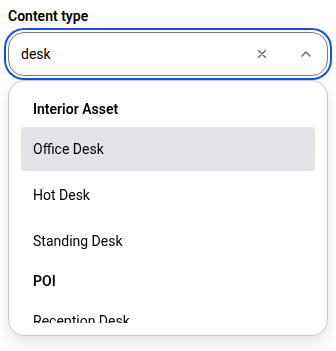 Content type
desk
Interior Asset
Office Desk
Hot Desk
Standing Desk
POI
Reception Desk